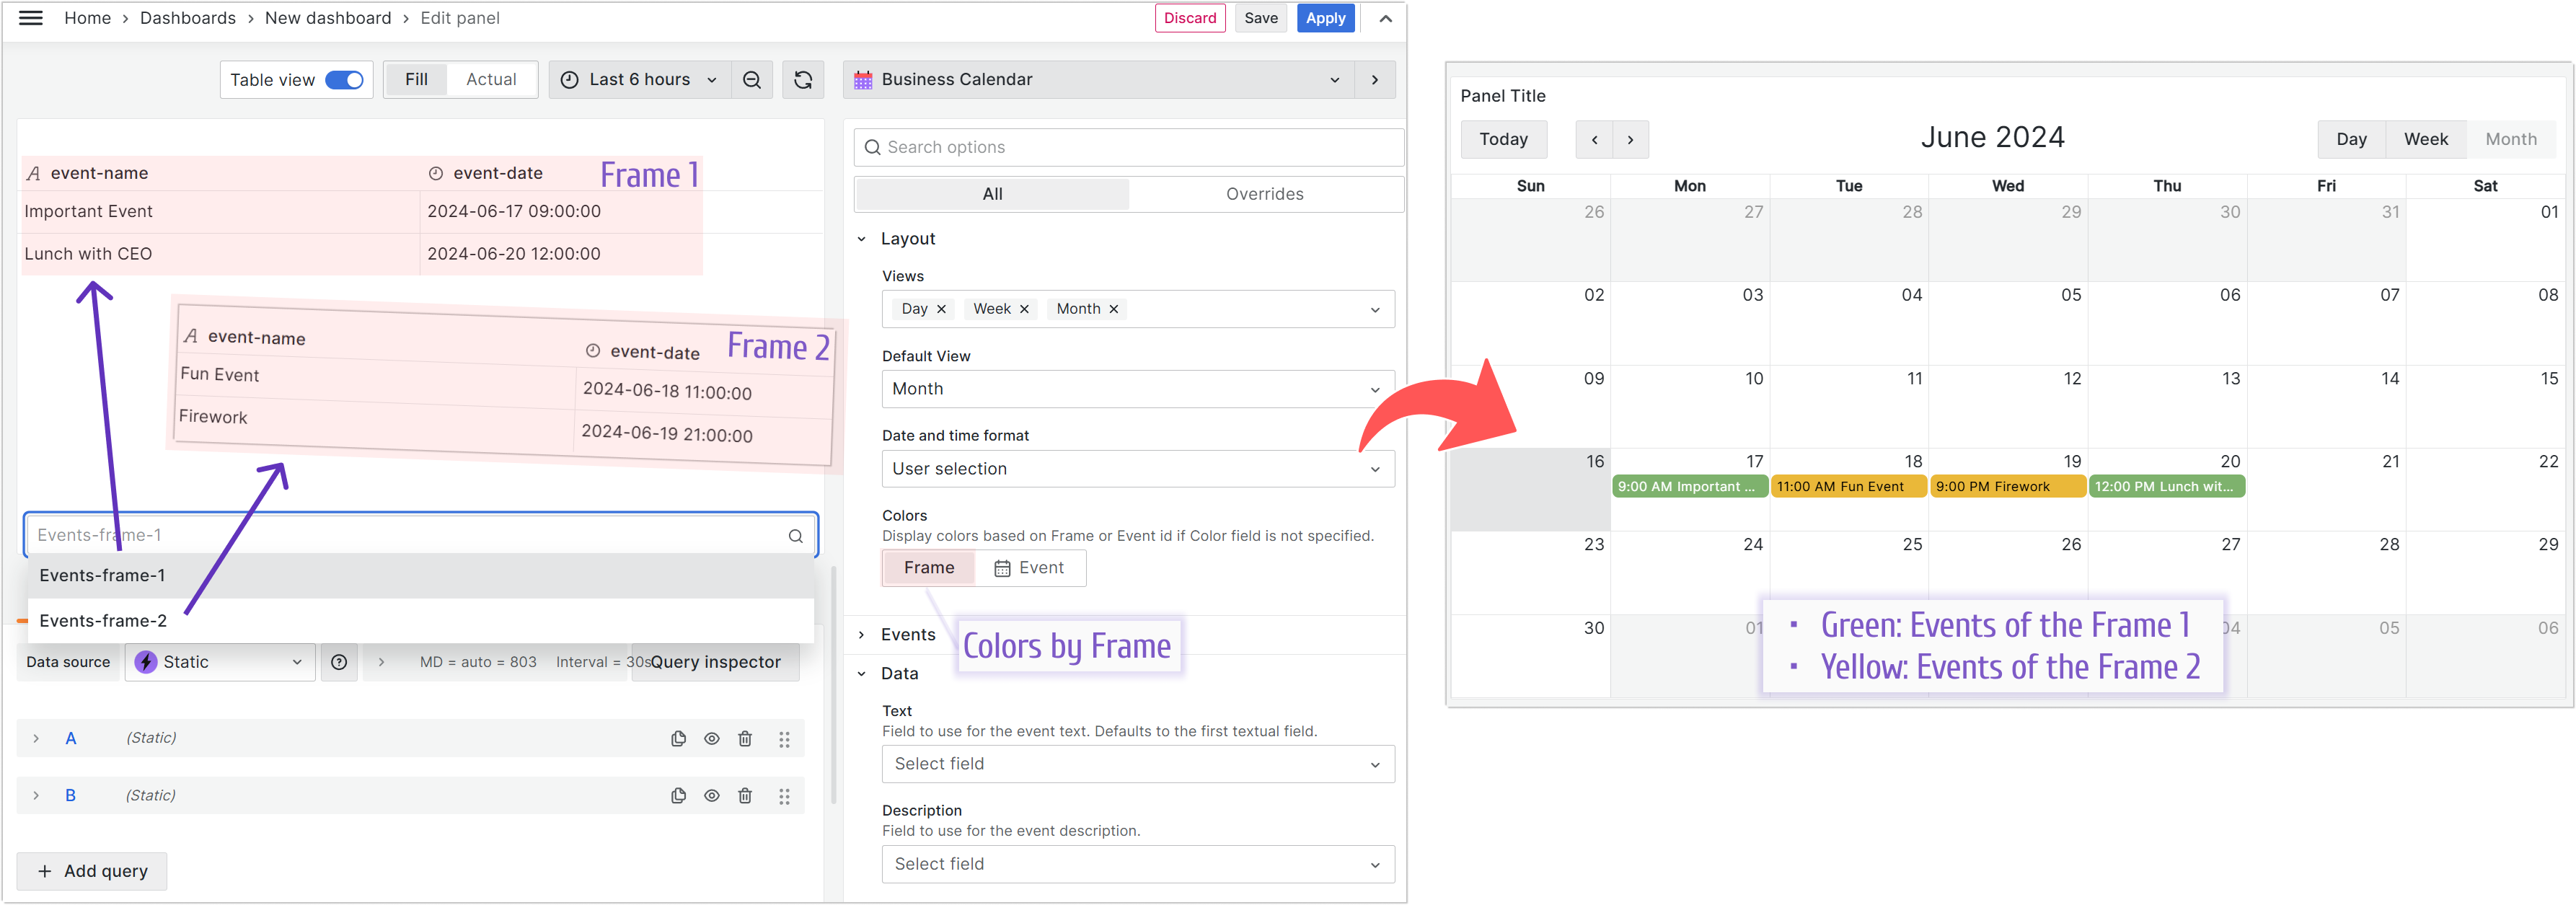 Home › Dashboards › New dashboard › Edit panel
Discard Save Apply
Table view Fill Actual Last 6 hours
Business Calendar
A event-name event-date Frame 1
Important Event 2024-06-17 09:00:00
Lunch with CEO 2024-06-20 12:00:00
A event-name event-date Frame 2
Fun Event 2024-06-18 11:00:00
Firework 2024-06-19 21:00:00
Events-frame-1
Events-frame-1
Events-frame-2
Data source Static MD = auto = 803 Interval = 30s Query inspector
A (Static)
B (Static)
+ Add query
Search options
All Overrides
Layout
Views
Day × Week × Month ×
Default View
Month
Date and time format
User selection
Colors
Display colors based on Frame or Event id if Color field is not specified.
Frame Event
Events
Colors by Frame
Data
Text
Field to use for the event text. Defaults to the first textual field.
Select field
Description
Field to use for the event description.
Select field
Panel Title
Today ‹ › June 2024 Day Week Month
Sun Mon Tue Wed Thu Fri Sat
26 27 28 29 30 31 01
02 03 04 05 06 07 08
09 10 11 12 13 14 15
16 17 18 19 20 21 22
9:00 AM Important ... 11:00 AM Fun Event 9:00 PM Firework 12:00 PM Lunch wit...
23 24 25 26 27 28 29
30 01 04 05 06
· Green: Events of the Frame 1
· Yellow: Events of the Frame 2